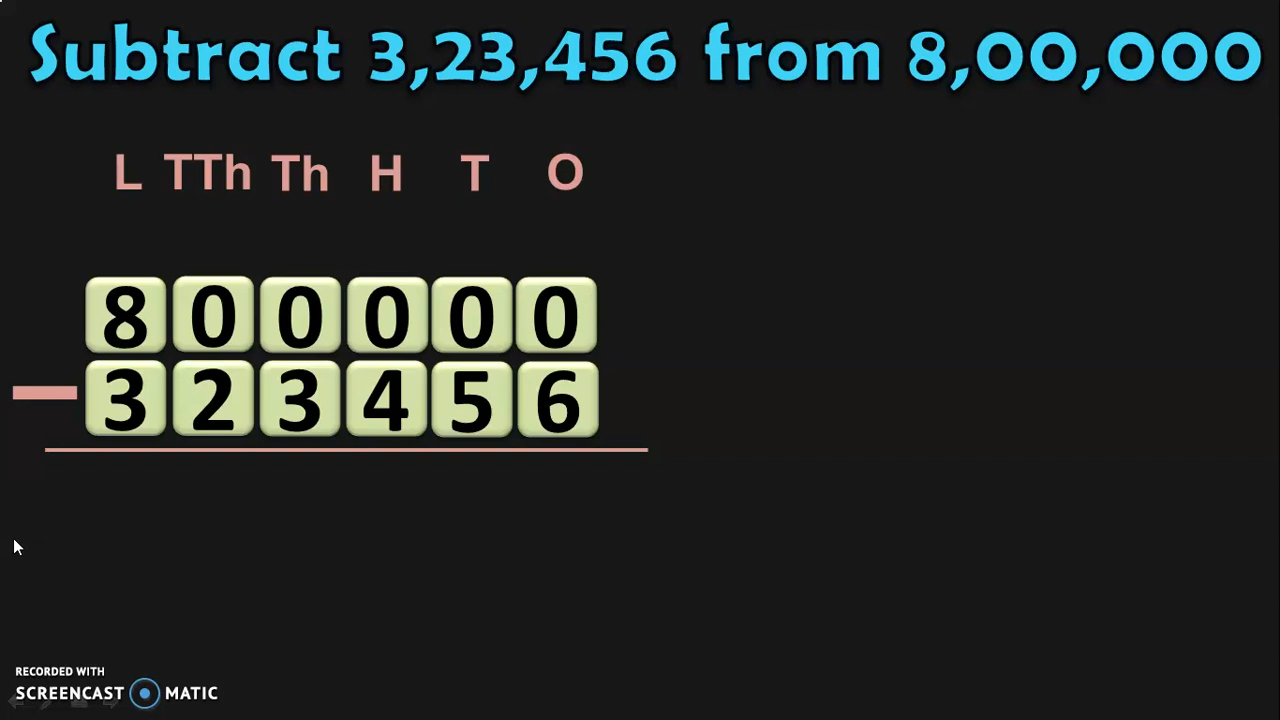 Subtract 3,23,456 from 8,00,000
L TTh Th H T O
8 0 0 0 0 0
— 3 2 3 4 5 6
RECORDED WITH
SCREENCAST MATIC